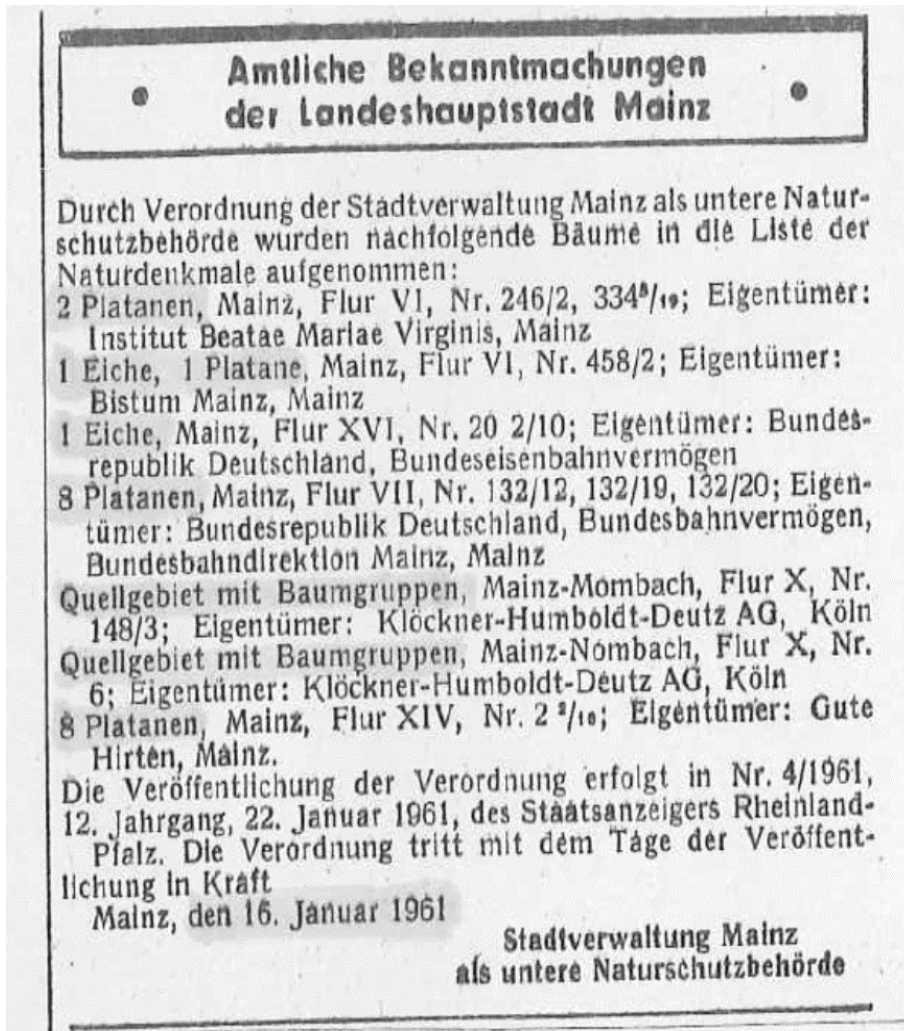 Amtliche Bekanntmachungen
der Landeshauptstadt Mainz
Durch Verordnung der Stadtverwaltung Mainz als untere Natur-
schutzbehörde wurden nachfolgende Bäume in die Liste der
Naturdenkmale aufgenommen:
2 Platanen, Mainz, Flur VI, Nr. 246/2, 334⁸/₁₉; Eigentümer:
Institut Beatae Mariae Virginis, Mainz
1 Eiche, 1 Platane, Mainz, Flur VI, Nr. 458/2; Eigentümer:
Bistum Mainz, Mainz
1 Eiche, Mainz, Flur XVI, Nr. 20 2/10; Eigentümer: Bundes-
republik Deutschland, Bundeseisenbahnvermögen
8 Platanen, Mainz, Flur VII, Nr. 132/12, 132/19, 132/20; Eigen-
tümer: Bundesrepublik Deutschland, Bundesbahnvermögen,
Bundesbahndirektion Mainz, Mainz
Quellgebiet mit Baumgruppen, Mainz-Mombach, Flur X, Nr.
148/3; Eigentümer: Klöckner-Humboldt-Deutz AG, Köln
Quellgebiet mit Baumgruppen, Mainz-Nombach, Flur X, Nr.
6; Eigentümer: Klöckner-Humboldt-Deutz AG, Köln
8 Platanen, Mainz, Flur XIV, Nr. 2 ²/₁₀; Eigentümer: Gute
Hirten, Mainz.
Die Veröffentlichung der Verordnung erfolgt in Nr. 4/1961,
12. Jahrgang, 22. Januar 1961, des Staatsanzeigers Rheinland-
Pfalz. Die Verordnung tritt mit dem Tage der Veröffent-
lichung in Kraft
Mainz, den 16. Januar 1961
Stadtverwaltung Mainz
als untere Naturschutzbehörde